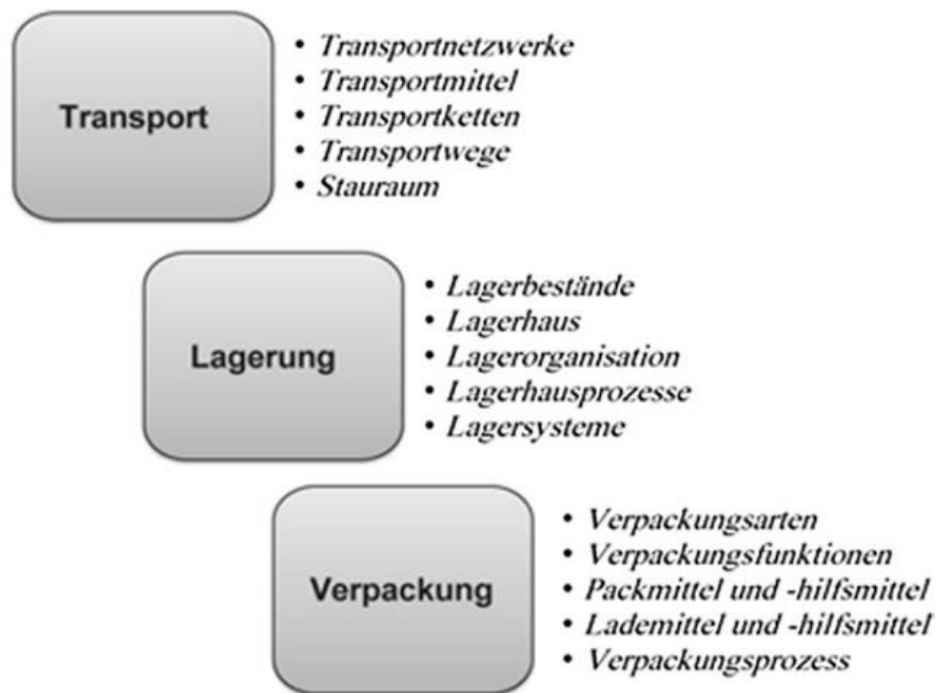 Transport
• Transportnetzwerke
• Transportmittel
• Transportketten
• Transportwege
• Stauraum
Lagerung
• Lagerbestände
• Lagerhaus
• Lagerorganisation
• Lagerhausprozesse
• Lagersysteme
Verpackung
• Verpackungsarten
• Verpackungsfunktionen
• Packmittel und -hilfsmittel
• Lademittel und -hilfsmittel
• Verpackungsprozess